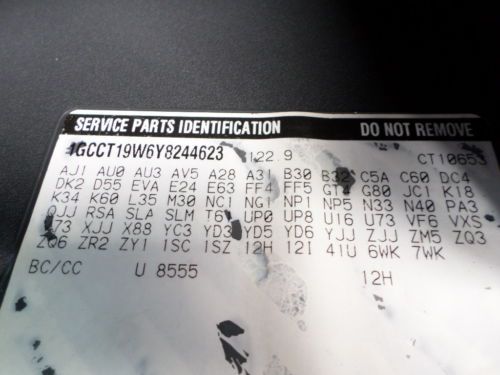 SERVICE PARTS IDENTIFICATION DO NOT REMOVE
1GCCT19W6Y8244623 122.9 CT10653
AJ1 AU0 AU3 AV5 A28 A31 B30 B32 C5A C60 DC4
DK2 D55 EVA E24 E63 FF4 FF5 GT4 G80 JC1 K18
K34 K60 L35 M30 NC1 NG1 NP1 NP5 N33 N40 PA3
QJJ RSA SLA SLM T61 UP0 UP8 U16 U73 VF6 VXS
V73 XJJ X88 YC3 YD3 YD5 YD6 YJJ ZJJ ZM5 ZQ3
ZQ6 ZR2 ZY1 1SC 1SZ 12H 12I 41U 6WK 7WK
BC/CC U 8555 12H